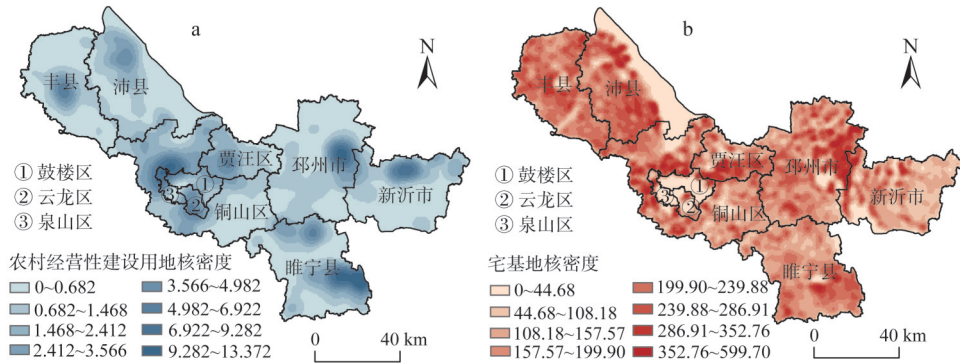 a
N
丰县
沛县
贾汪区
邳州市
新沂市
铜山区
睢宁县
①
②
③
① 鼓楼区
② 云龙区
③ 泉山区
农村经营性建设用地核密度
0~0.682
0.682~1.468
1.468~2.412
2.412~3.566
3.566~4.982
4.982~6.922
6.922~9.282
9.282~13.372
0 40 km
b
N
丰县
沛县
贾汪区
邳州市
新沂市
铜山区
睢宁县
①
②
③
① 鼓楼区
② 云龙区
③ 泉山区
宅基地核密度
0~44.68
44.68~108.18
108.18~157.57
157.57~199.90
199.90~239.88
239.88~286.91
286.91~352.76
352.76~599.70
0 40 km